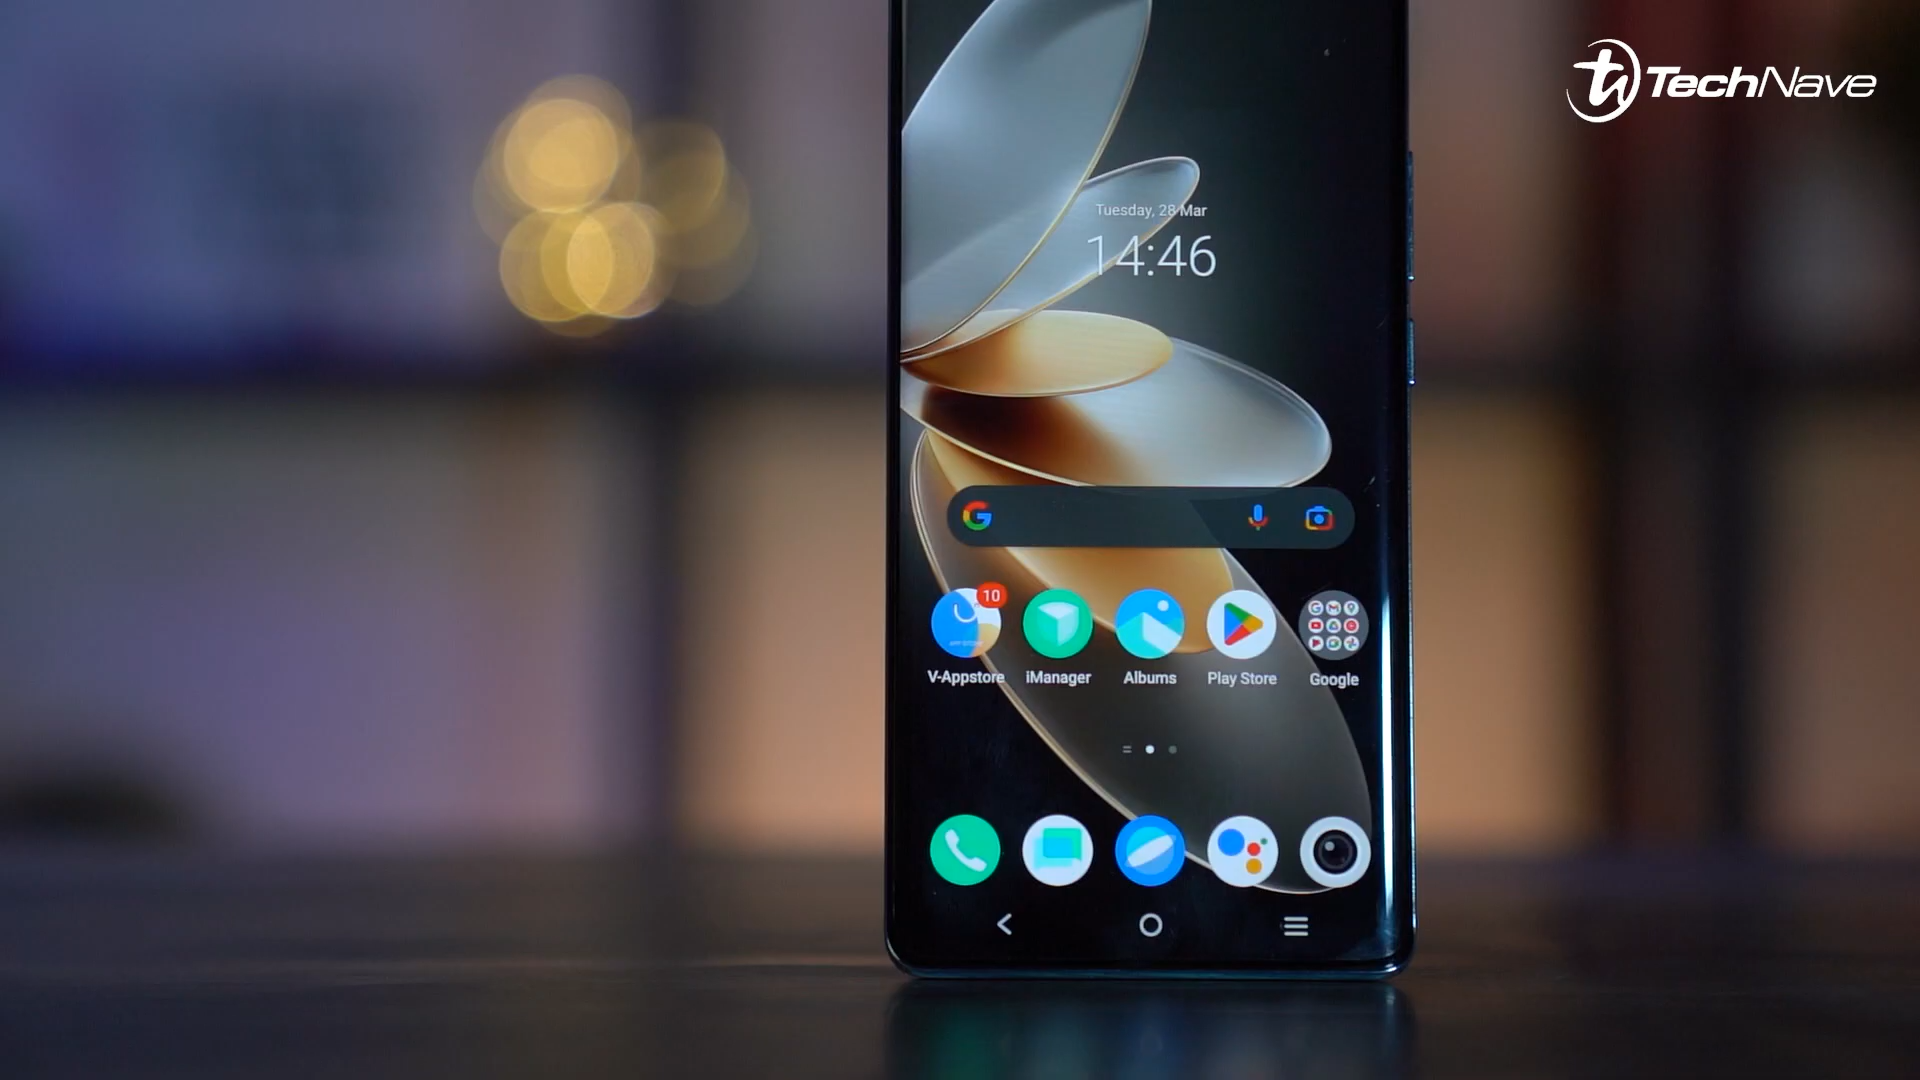 TechNave
Tuesday, 28 Mar
14:46
10
V-Appstore
iManager
Albums
Play Store
Google